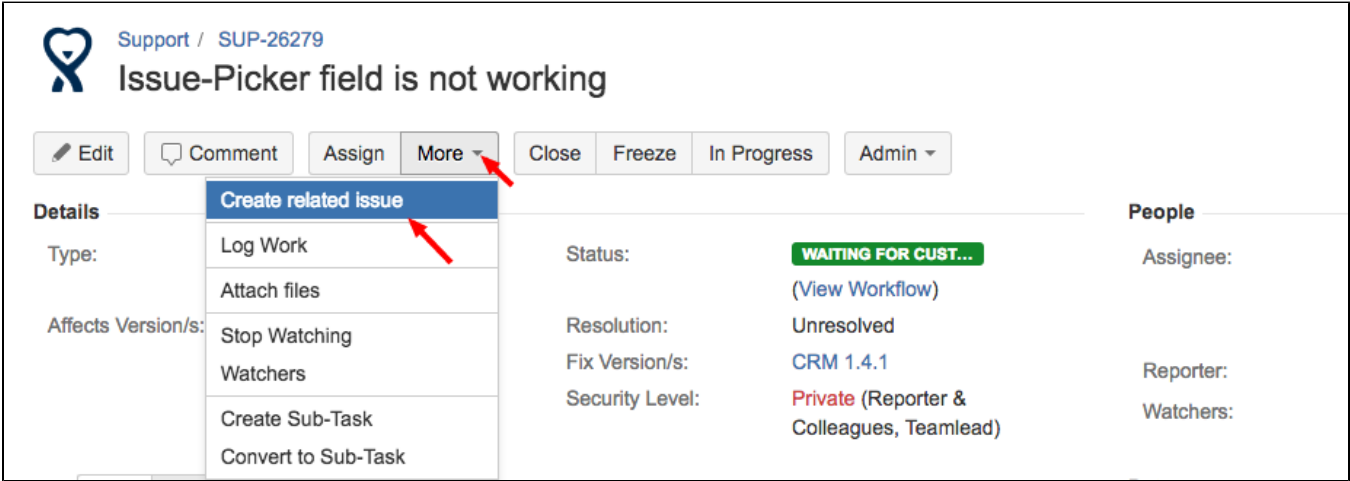 Support / SUP-26279
Issue-Picker field is not working
Edit Comment Assign More Close Freeze In Progress Admin
Create related issue
Log Work
Attach files
Stop Watching
Watchers
Create Sub-Task
Convert to Sub-Task
Details
Type:
Affects Version/s:
Status: WAITING FOR CUST...
(View Workflow)
Resolution: Unresolved
Fix Version/s: CRM 1.4.1
Security Level: Private (Reporter &
Colleagues, Teamlead)
People
Assignee:
Reporter:
Watchers: